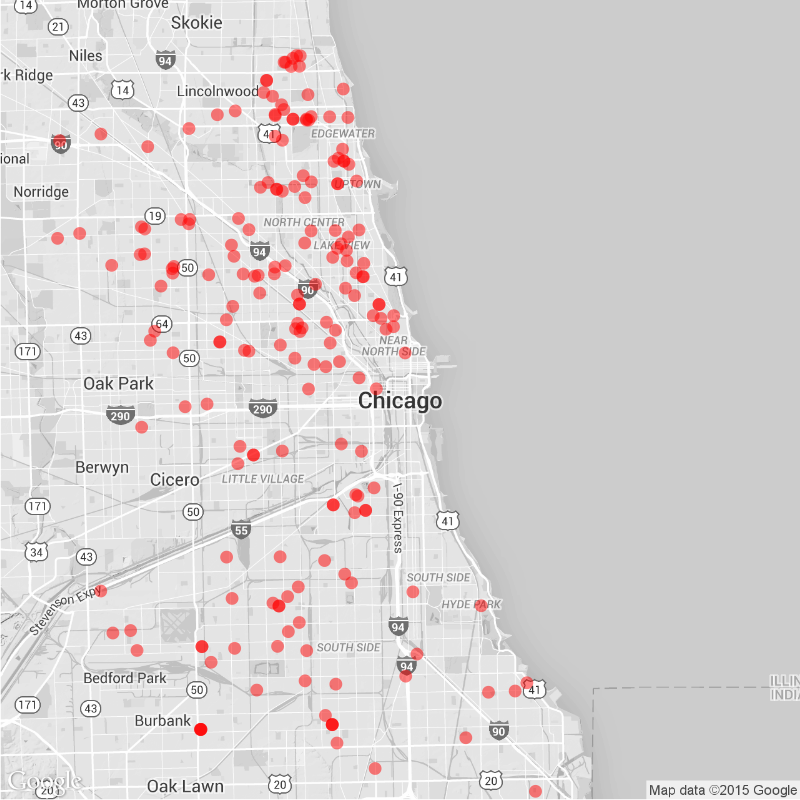 14
Morton Grove
21
Skokie
Niles
94
rk Ridge
14
Lincolnwood
43
41
EDGEWATER
90
ional
Norridge
UPTOWN
19
NORTH CENTER
LAKEVIEW
94
50
41
90
64
43
NEAR
NORTH SIDE
171
50
Oak Park
Chicago
290
290
Berwyn
Cicero
LITTLE VILLAGE
171
50
I-90 Express
41
55
34
43
SOUTH SIDE
Stevenson Expy
HYDE PARK
94
SOUTH SIDE
94
Bedford Park
50
41
ILLIN
INDIA
171
43
Burbank
90
Google
20
Oak Lawn
20
20
Map data ©2015 Google